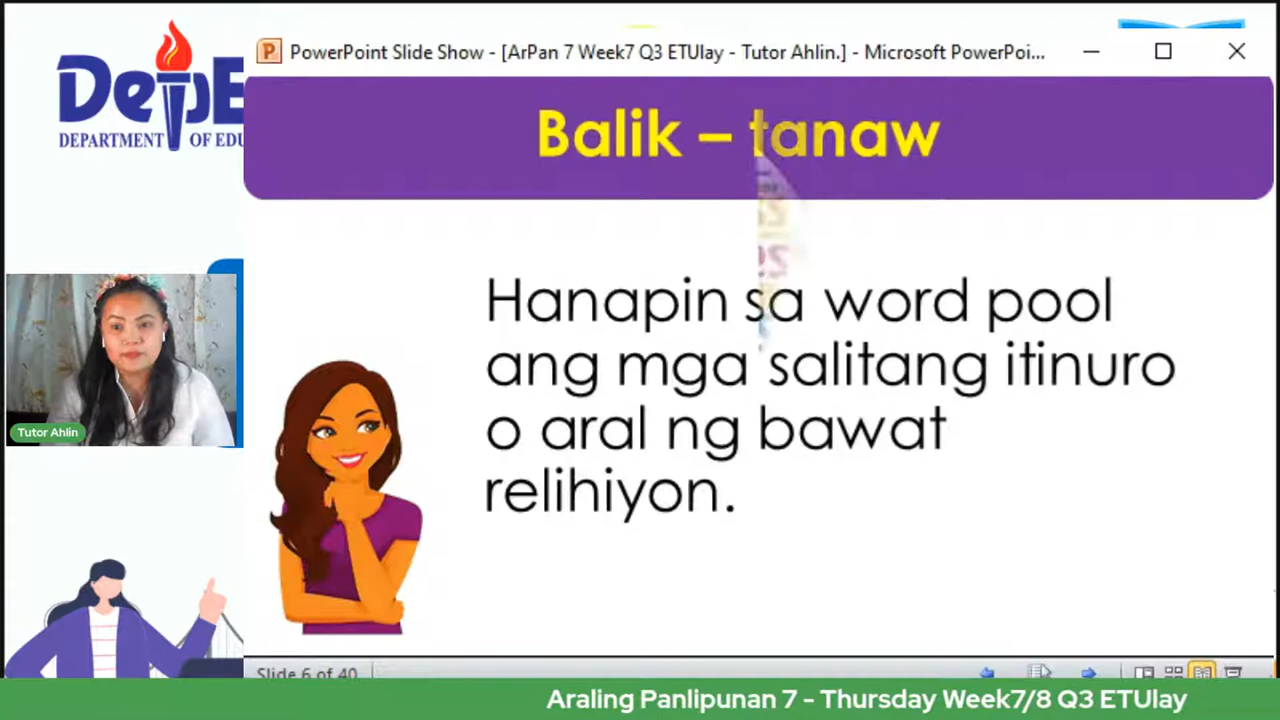 DepE
DEPARTMENT OF EDU
PowerPoint Slide Show - [ArPan 7 Week7 Q3 ETUlay - Tutor Ahlin.] - Microsoft PowerPoi...
Balik – tanaw
Hanapin sa word pool
ang mga salitang itinuro
o aral ng bawat
relihiyon.
Tutor Ahlin
Slide 6 of 40
Araling Panlipunan 7 - Thursday Week7/8 Q3 ETUlay